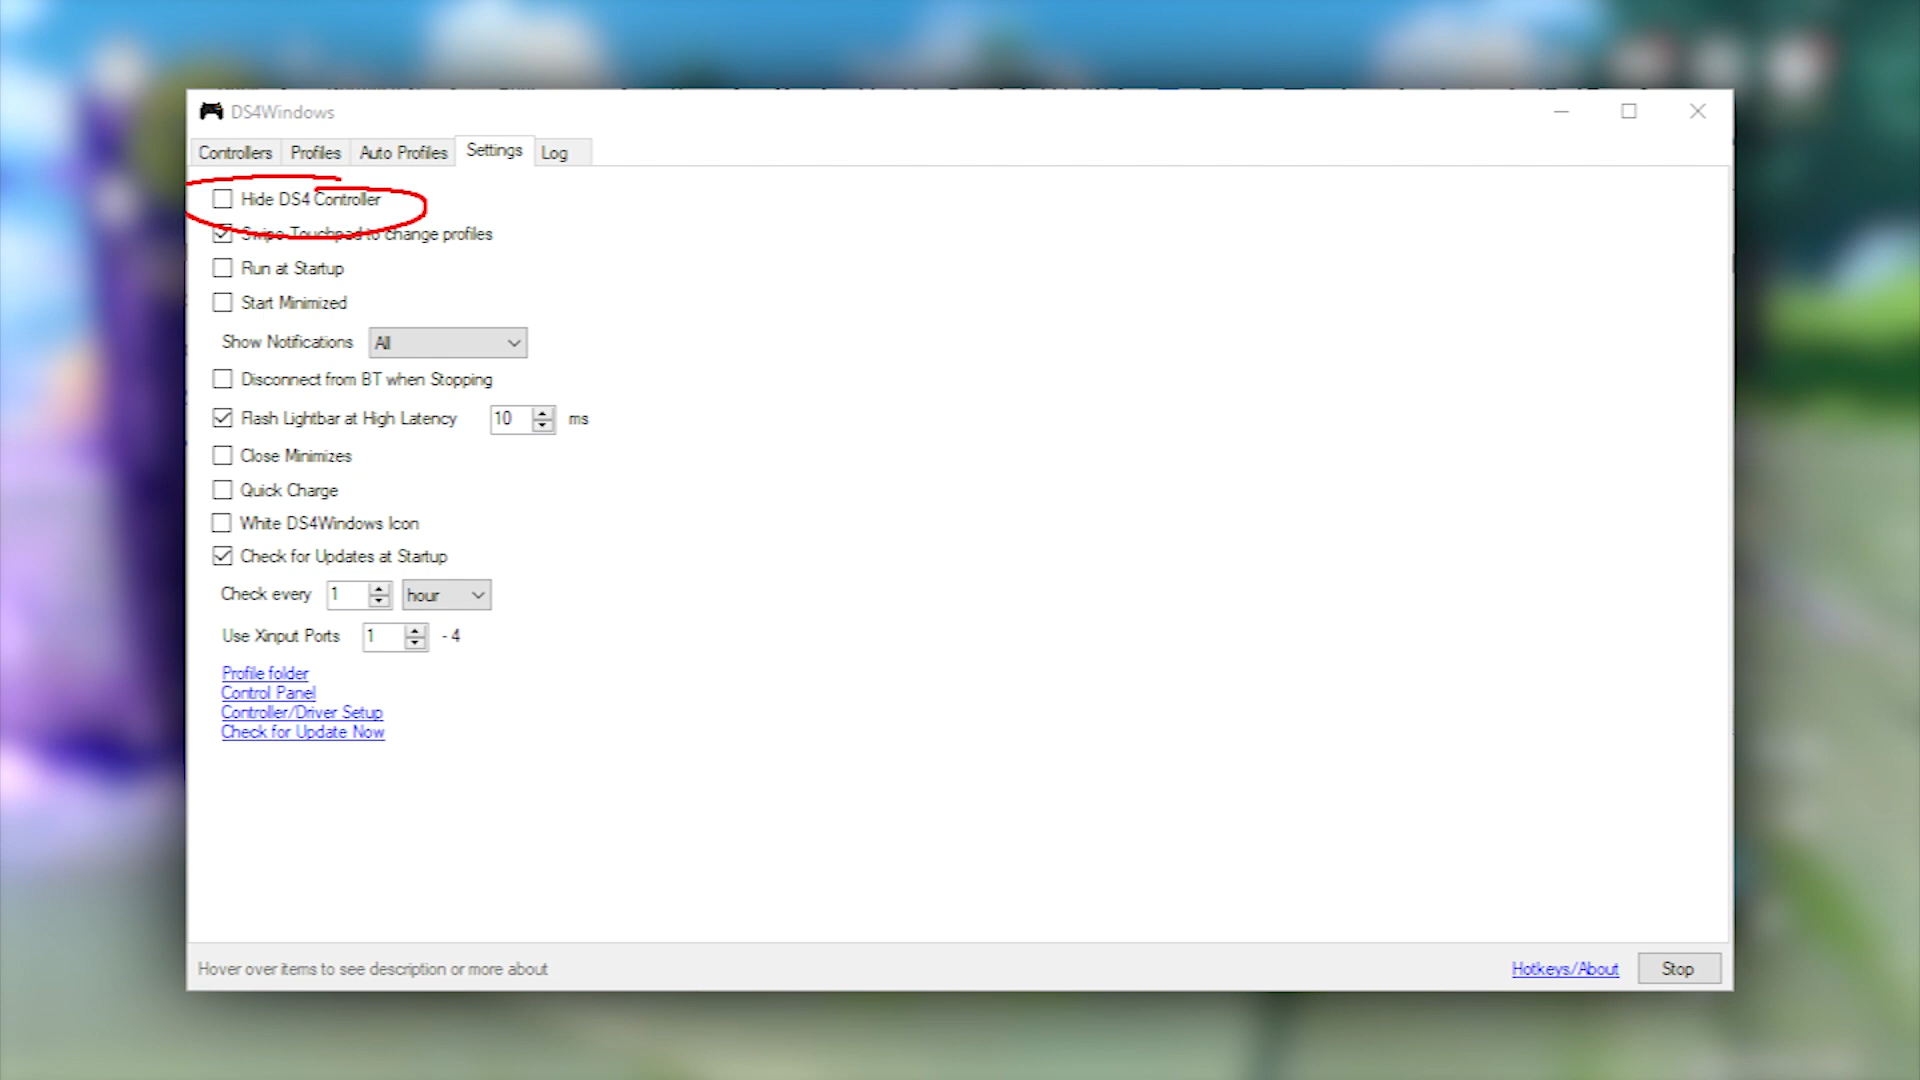 DS4Windows
Controllers Profiles Auto Profiles Settings Log
Hide DS4 Controller
Swipe Touchpad to change profiles
Run at Startup
Start Minimized
Show Notifications All
Disconnect from BT when Stopping
Flash Lightbar at High Latency 10 ms
Close Minimizes
Quick Charge
White DS4Windows Icon
Check for Updates at Startup
Check every 1 hour
Use Xinput Ports 1 - 4
Profile folder
Control Panel
Controller/Driver Setup
Check for Update Now
Hover over items to see description or more about Hotkeys/About Stop